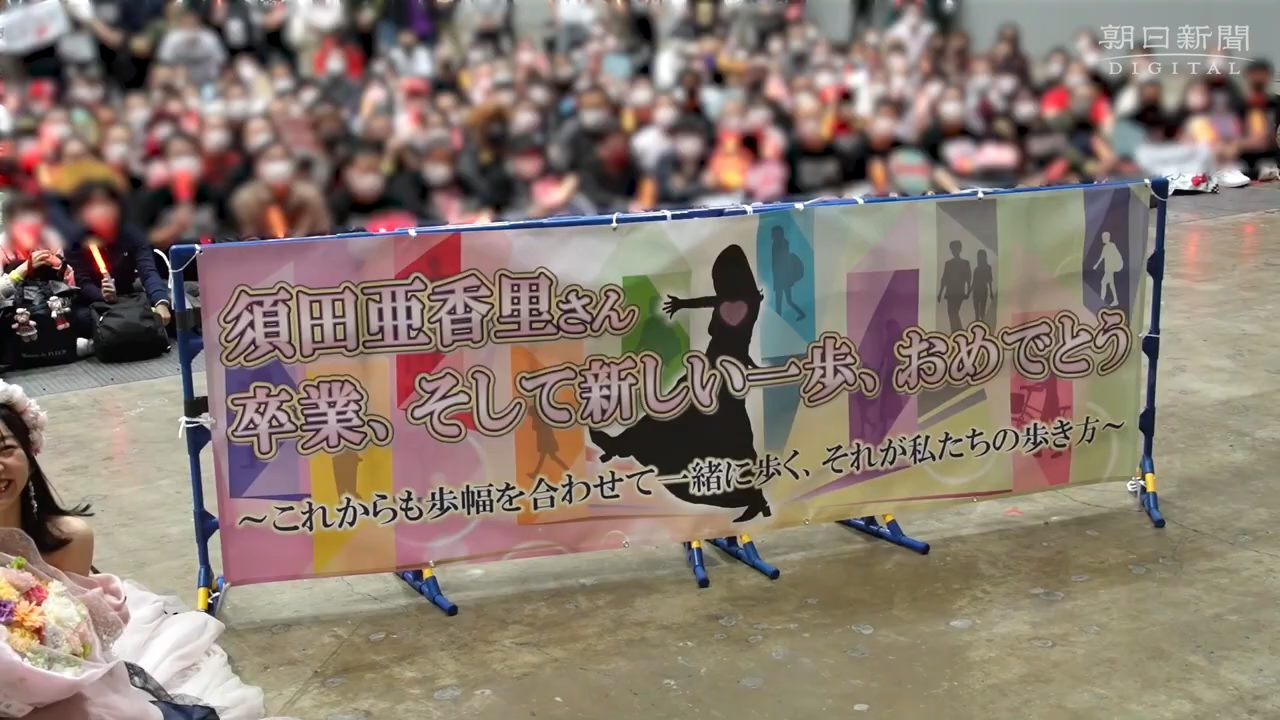 朝日新聞
DIGITAL
須田亜香里さん
卒業、そして新しい一歩、おめでとう
～これからも歩幅を合わせて一緒に歩く、それが私たちの歩き方～